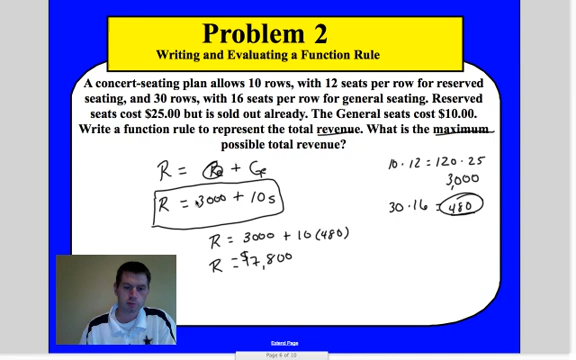 Problem 2
Writing and Evaluating a Function Rule
A concert-seating plan allows 10 rows, with 12 seats per row for reserved
seating, and 30 rows, with 16 seats per row for general seating. Reserved
seats cost $25.00 but is sold out already. The General seats cost $10.00.
Write a function rule to represent the total revenue. What is the maximum
possible total revenue?
R = Re + Ge
R = 3000 + 10s
R = 3000 + 10(480)
R = $7,800
10·12 = 120·25
3,000
30·16 = 480
Extend Page
Page 6 of 10